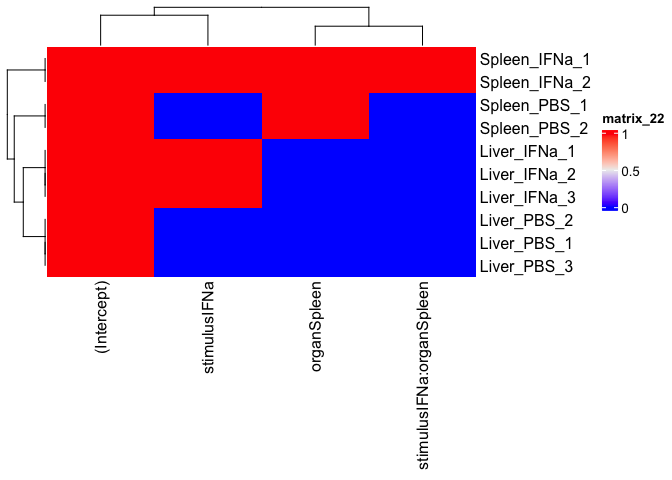 Spleen_IFNa_1
Spleen_IFNa_2
Spleen_PBS_1
Spleen_PBS_2
Liver_IFNa_1
Liver_IFNa_2
Liver_IFNa_3
Liver_PBS_2
Liver_PBS_1
Liver_PBS_3
matrix_22
1
0.5
0
(Intercept)
stimulusIFNa
organSpleen
stimulusIFNa:organSpleen